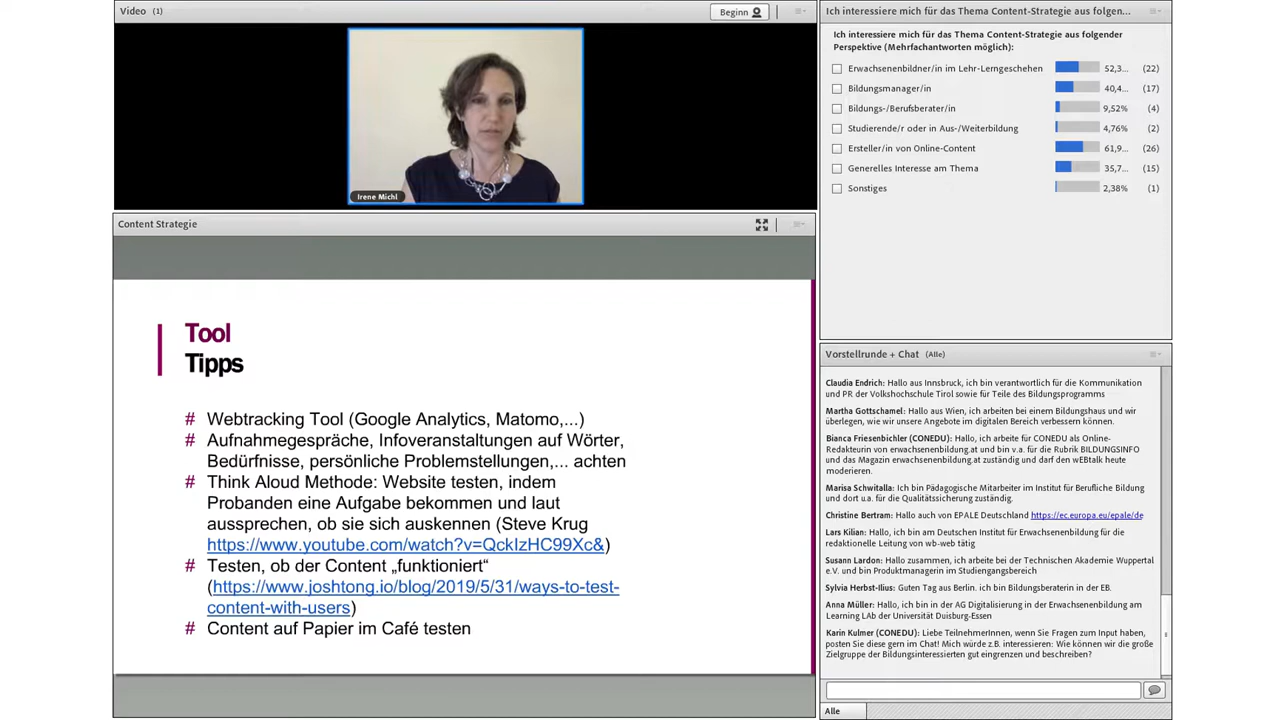 Video (1)
Beginn
Irene Michl
Content Strategie
Tool
Tipps
# Webtracking Tool (Google Analytics, Matomo,...)
# Aufnahmegespräche, Infoveranstaltungen auf Wörter,
Bedürfnisse, persönliche Problemstellungen,... achten
# Think Aloud Methode: Website testen, indem
Probanden eine Aufgabe bekommen und laut
aussprechen, ob sie sich auskennen (Steve Krug
https://www.youtube.com/watch?v=QckIzHC99Xc&)
# Testen, ob der Content „funktioniert“
(https://www.joshtong.io/blog/2019/5/31/ways-to-test-
content-with-users)
# Content auf Papier im Café testen
Ich interessiere mich für das Thema Content-Strategie aus folgen...
Ich interessiere mich für das Thema Content-Strategie aus folgender
Perspektive (Mehrfachantworten möglich):
Erwachsenenbildner/in im Lehr-Lerngeschehen 52,3... (22)
Bildungsmanager/in 40,4... (17)
Bildungs-/Berufsberater/in 9,52% (4)
Studierende/r oder in Aus-/Weiterbildung 4,76% (2)
Ersteller/in von Online-Content 61,9... (26)
Generelles Interesse am Thema 35,7... (15)
Sonstiges 2,38% (1)
Vorstellrunde + Chat (Alle)
Claudia Endrich: Hallo aus Innsbruck, ich bin verantwortlich für die Kommunikation
und PR der Volkshochschule Tirol sowie für Teile des Bildungsprogramms
Martha Gottschamel: Hallo aus Wien, ich arbeiten bei einem Bildungshaus und wir
überlegen, wie wir unsere Angebote im digitalen Bereich verbessern können.
Bianca Friesenbichler (CONEDU): Hallo, ich arbeite für CONEDU als Online-
Redakteurin von erwachsenenbildung.at und bin v.a. für die Rubrik BILDUNGSINFO
und das Magazin erwachsenenbildung.at zuständig und darf den wEBtalk heute
moderieren.
Marisa Schwitalla: Ich bin Pädagogische Mitarbeiter im Institut für Berufliche Bildung
und dort u.a. für die Qualitätssicherung zuständig.
Christine Bertram: Hallo auch von EPALE Deutschland https://ec.europa.eu/epale/de
Lars Kilian: Hallo, ich bin am Deutschen Institut für Erwachsenenbildung für die
redaktionelle Leitung von wb-web tätig
Susann Lardon: Hallo zusammen, ich arbeite bei der Technischen Akademie Wuppertal
e.V. und bin Produktmanagerin im Studiengangsbereich
Sylvia Herbst-Ilius: Guten Tag aus Berlin. ich bin Bildungsberaterin in der EB.
Anna Müller: Hallo, ich bin in der AG Digitalisierung in der Erwachsenenbildung am
Learning LAb der Universität Duisburg-Essen
Karin Kulmer (CONEDU): Liebe TeilnehmerInnen, wenn Sie Fragen zum Input haben,
posten Sie diese gern im Chat! Mich würde z.B. interessieren: Wie können wir die große
Zielgruppe der Bildungsinteressierten gut eingrenzen und beschreiben?
Alle